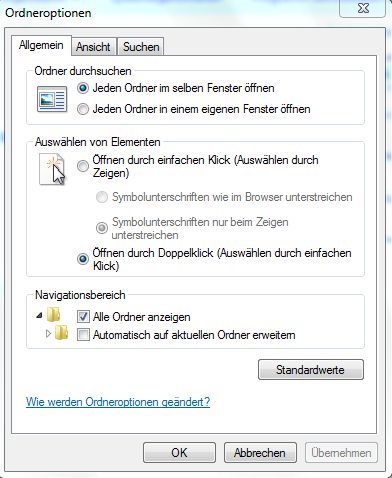 Ordneroptionen
Allgemein
Ansicht
Suchen
Ordner durchsuchen
Jeden Ordner im selben Fenster öffnen
Jeden Ordner in einem eigenen Fenster öffnen
Auswählen von Elementen
Öffnen durch einfachen Klick (Auswählen durch
Zeigen)
Symbolunterschriften wie im Browser unterstreichen
Symbolunterschriften nur beim Zeigen
unterstreichen
Öffnen durch Doppelklick (Auswählen durch einfachen
Klick)
Navigationsbereich
Alle Ordner anzeigen
Automatisch auf aktuellen Ordner erweitern
Standardwerte
Wie werden Ordneroptionen geändert?
OK
Abbrechen
Übernehmen